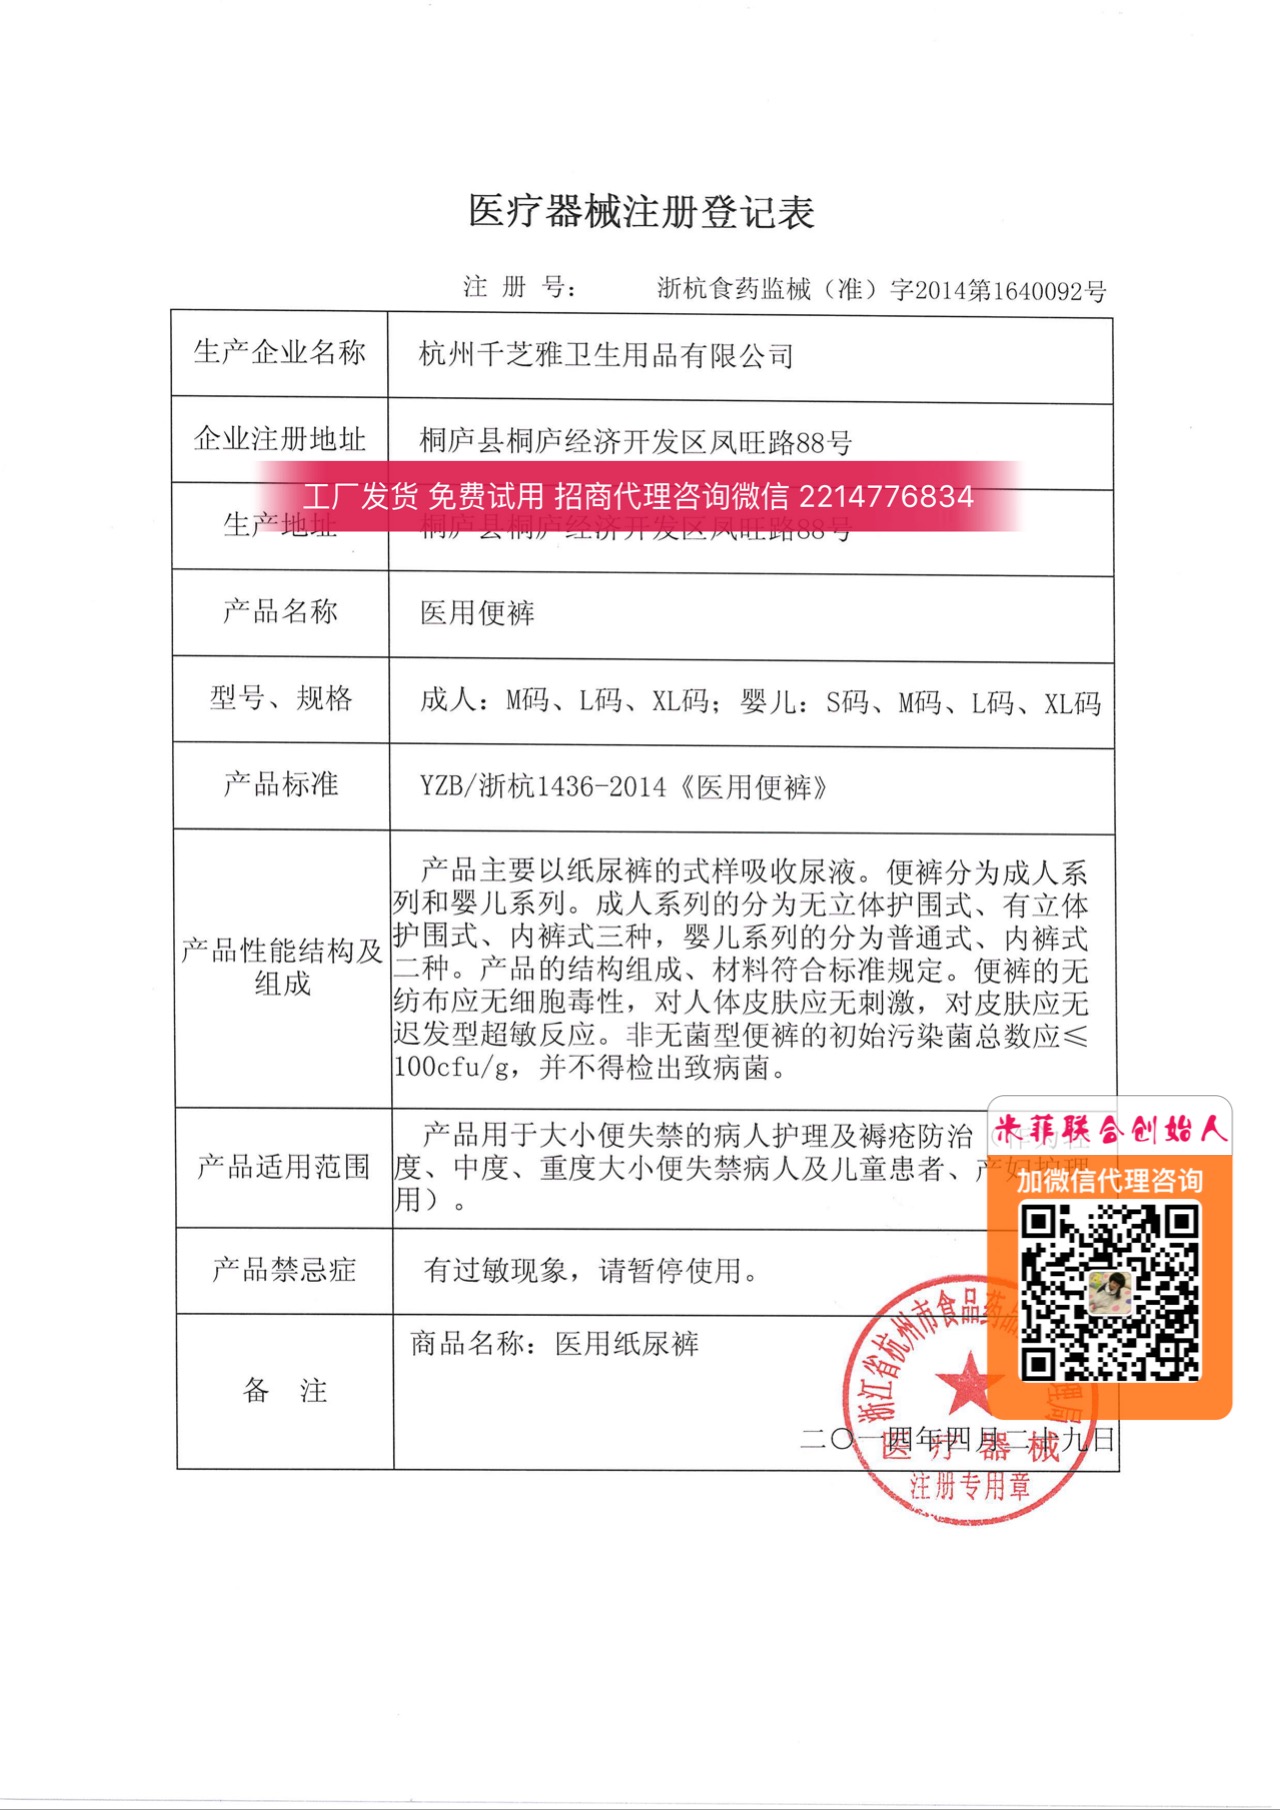 医疗器械注册登记表
注 册 号： 浙杭食药监械（准）字2014第1640092号
生产企业名称 杭州千芝雅卫生用品有限公司
企业注册地址 桐庐县桐庐经济开发区凤旺路88号
工厂发货 免费试用 招商代理咨询微信 2214776834
生产地址 桐庐县桐庐经济开发区凤旺路88号
产品名称 医用便裤
型号、规格 成人：M码、L码、XL码；婴儿：S码、M码、L码、XL码
产品标准 YZB/浙杭1436-2014《医用便裤》
产品性能结构及
组成
产品主要以纸尿裤的式样吸收尿液。便裤分为成人系
列和婴儿系列。成人系列的分为无立体护围式、有立体
护围式、内裤式三种，婴儿系列的分为普通式、内裤式
二种。产品的结构组成、材料符合标准规定。便裤的无
纺布应无细胞毒性，对人体皮肤应无刺激，对皮肤应无
迟发型超敏反应。非无菌型便裤的初始污染菌总数应≤
100cfu/g，并不得检出致病菌。
产品适用范围
产品用于大小便失禁的病人护理及褥疮防治
度、中度、重度大小便失禁病人及儿童患者、产妇护理
用）。
米菲联合创始人
加微信代理咨询
产品禁忌症 有过敏现象，请暂停使用。
备 注
商品名称：医用纸尿裤
二〇一四年四月二十九日
浙江省杭州市食品药品 理局
医疗器械
注册专用章